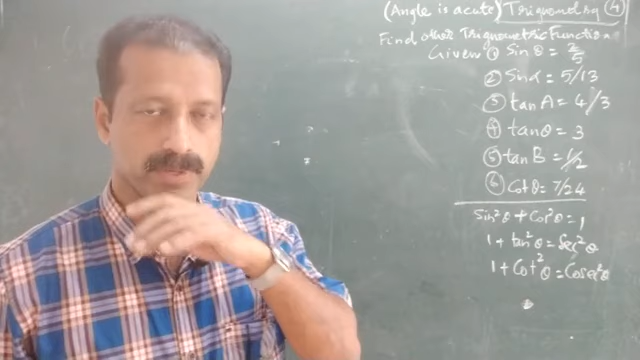 (Angle is acute) Trigonometry ④
Find other Trigonometric Functions
Given ① Sin θ = 2/5
② Sin α = 5/13
③ tan A = 4/3
④ tan θ = 3
⑤ tan B = 1/2
⑥ Cot θ = 7/24
Sin²θ + Cos²θ = 1
1 + tan²θ = Sec²θ
1 + Cot²θ = Cosec²θ